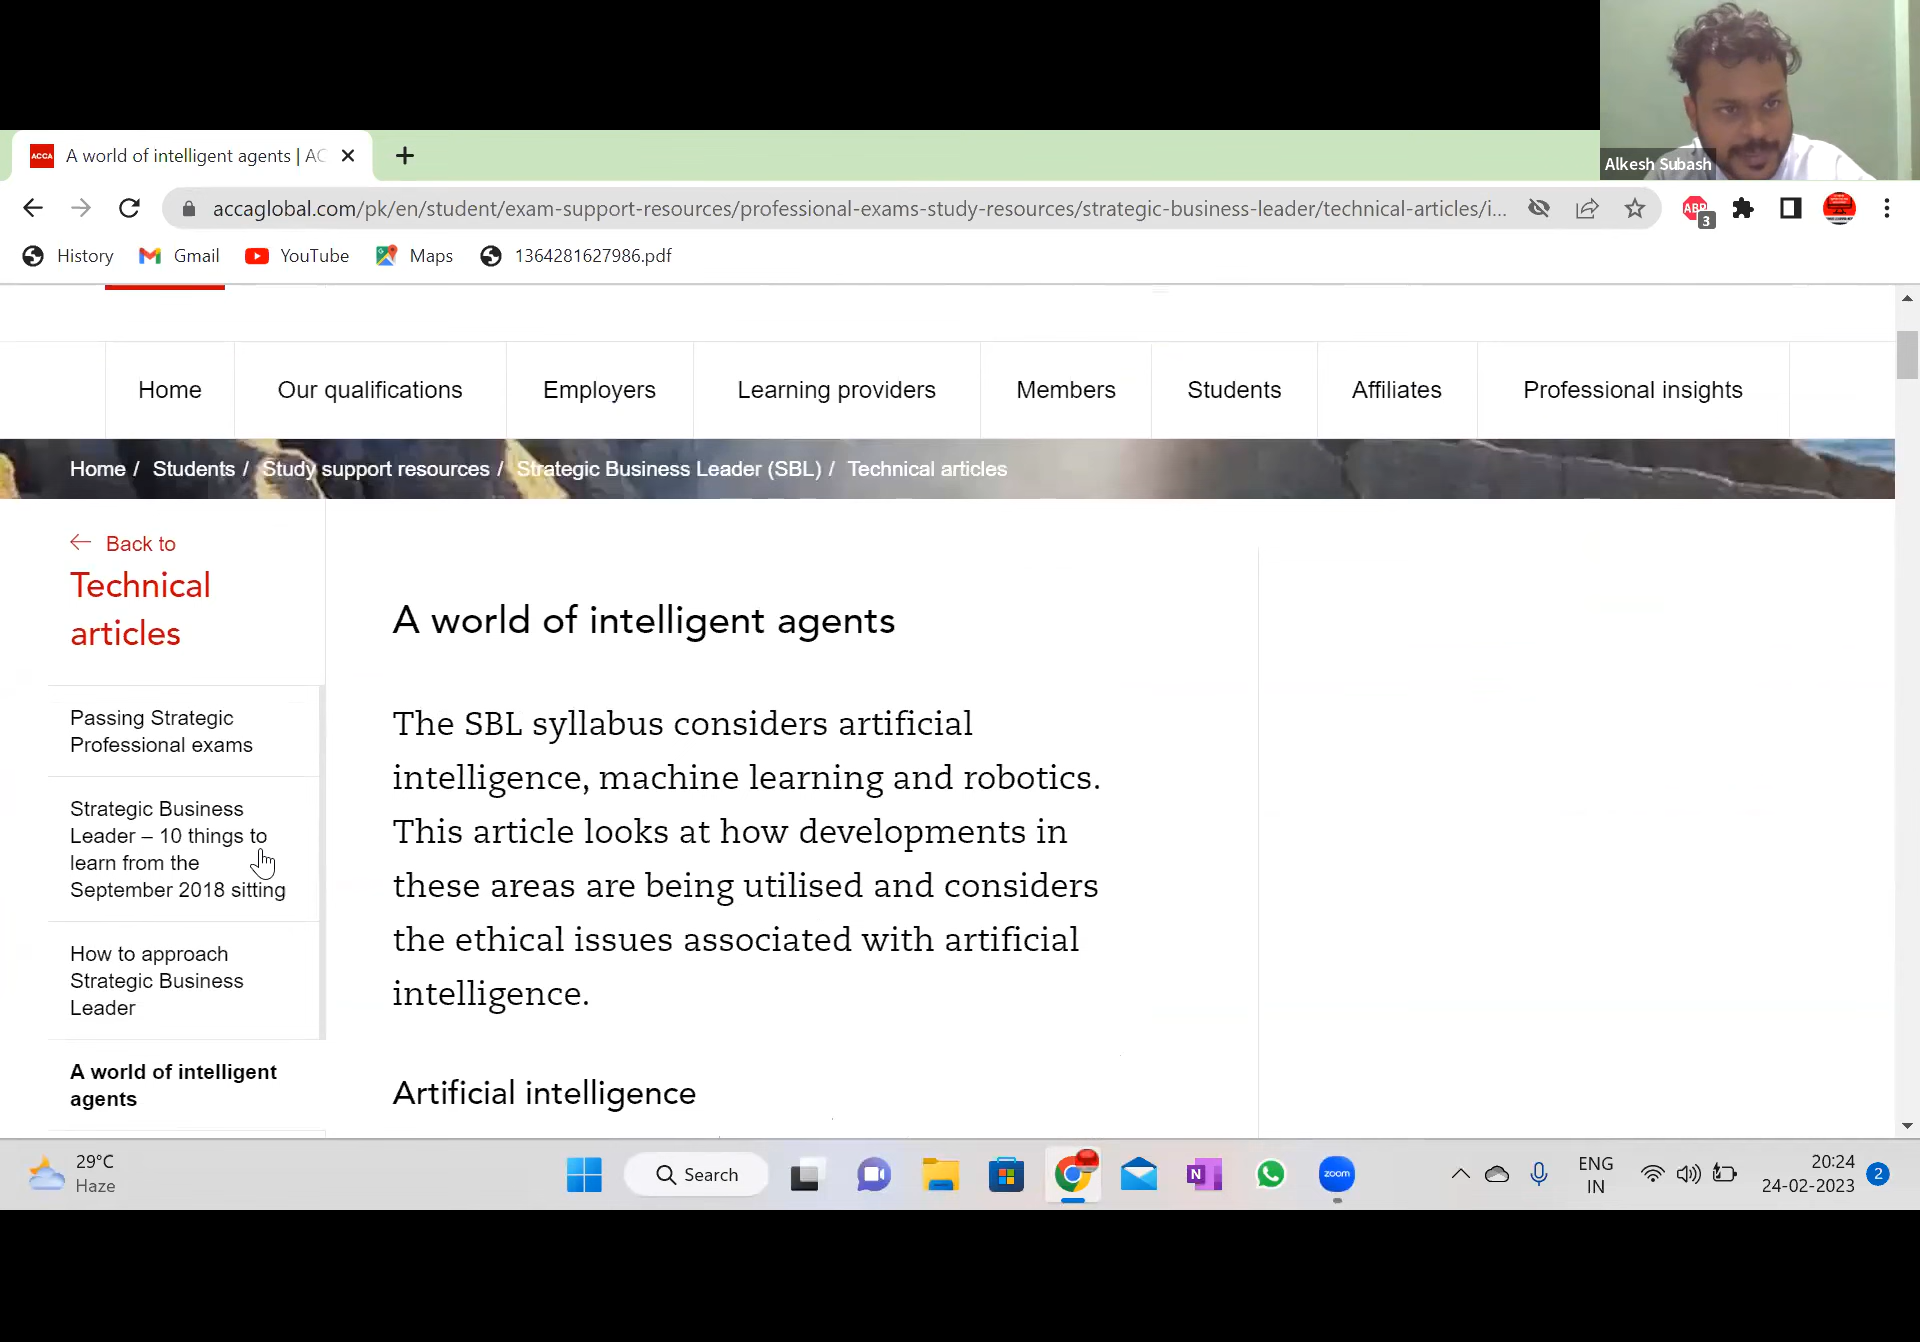 Alkesh Subash
ACCA
A world of intelligent agents | AC
accaglobal.com/pk/en/student/exam-support-resources/professional-exams-study-resources/strategic-business-leader/technical-articles/i...
ABP
3
History
Gmail
YouTube
Maps
1364281627986.pdf
Home
Our qualifications
Employers
Learning providers
Members
Students
Affiliates
Professional insights
Home / Students / Study support resources / Strategic Business Leader (SBL) / Technical articles
Back to
Technical
articles
Passing Strategic
Professional exams
Strategic Business
Leader – 10 things to
learn from the
September 2018 sitting
How to approach
Strategic Business
Leader
A world of intelligent
agents
A world of intelligent agents
The SBL syllabus considers artificial
intelligence, machine learning and robotics.
This article looks at how developments in
these areas are being utilised and considers
the ethical issues associated with artificial
intelligence.
Artificial intelligence
29°C
Haze
Search
N
zoom
ENG
IN
20:24
24-02-2023
2